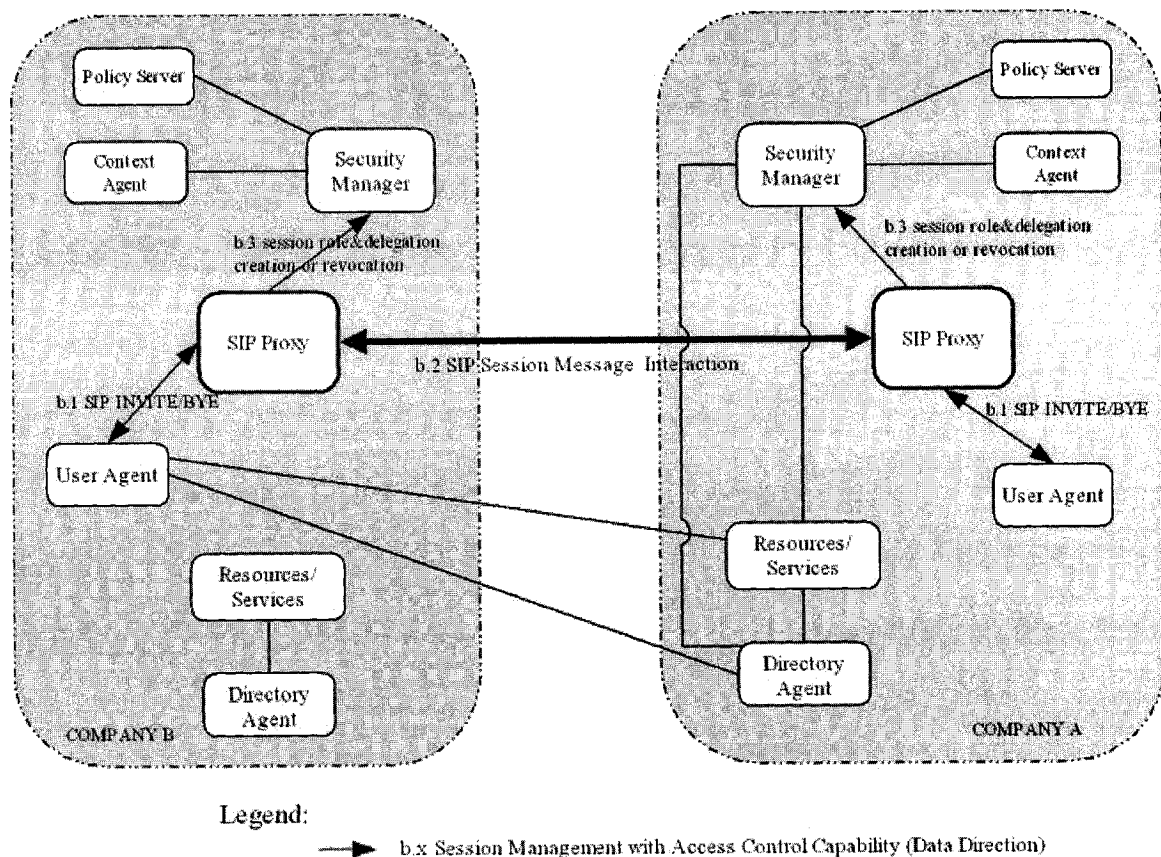 Policy Server
Context
Agent
Security
Manager
b.3 session role&delegation
creation or revocation
SIP Proxy
b.1 SIP INVITE/BYE
User Agent
Resources/
Services
Directory
Agent
COMPANY B
b.2 SIP Session Message Interaction
Policy Server
Security
Manager
Context
Agent
b.3 session role&delegation
creation or revocation
SIP Proxy
b.1 SIP INVITE/BYE
User Agent
Resources/
Services
Directory
Agent
COMPANY A
Legend:
b.x Session Management with Access Control Capability (Data Direction)